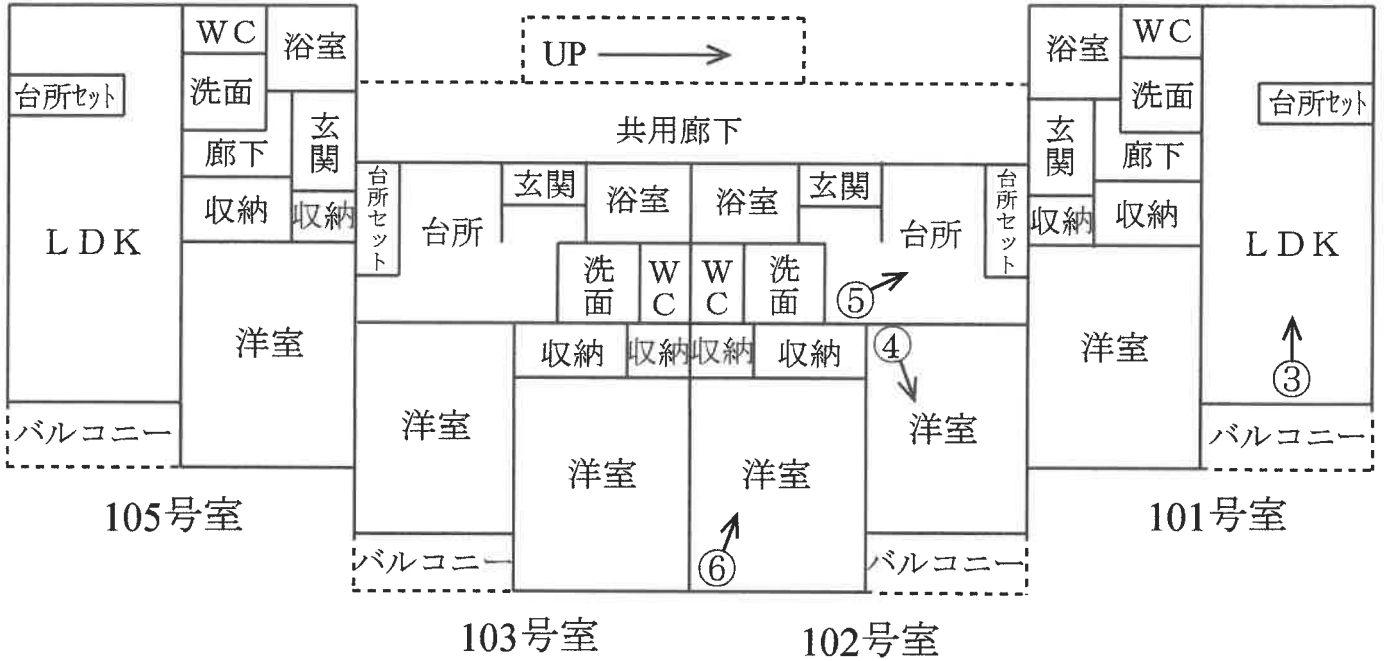 WC
浴室
UP
浴室
WC
台所セット
洗面
洗面
台所セット
玄関
共用廊下
玄関
廊下
廊下
収納
収納
台所セット
台所
玄関
浴室
浴室
玄関
台所
台所セット
収納
収納
LDK
LDK
洗面
WC
WC
洗面
⑤
洋室
収納
収納
収納
収納
④
洋室
③
バルコニー
洋室
洋室
洋室
洋室
バルコニー
105号室
101号室
バルコニー
⑥
バルコニー
103号室
102号室